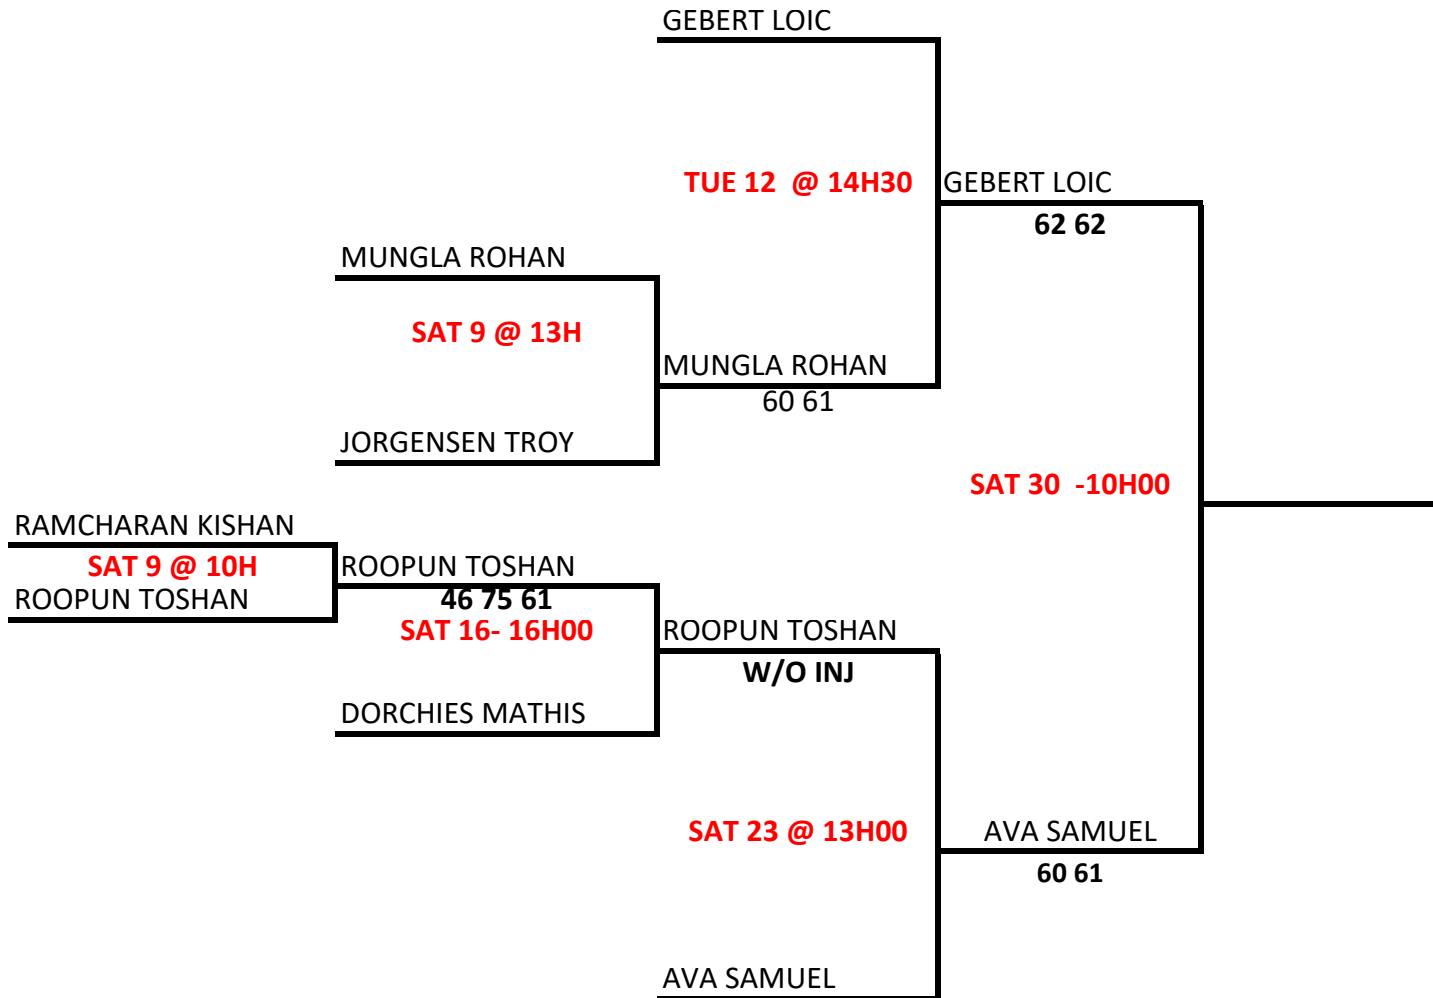 GEBERT LOIC
TUE 12 @ 14H30
GEBERT LOIC
62 62
MUNGLA ROHAN
SAT 9 @ 13H
MUNGLA ROHAN
60 61
JORGENSEN TROY
SAT 30 -10H00
RAMCHARAN KISHAN
SAT 9 @ 10H
ROOPUN TOSHAN
ROOPUN TOSHAN
46 75 61
SAT 16- 16H00
ROOPUN TOSHAN
W/O INJ
DORCHIES MATHIS
SAT 23 @ 13H00
AVA SAMUEL
60 61
AVA SAMUEL